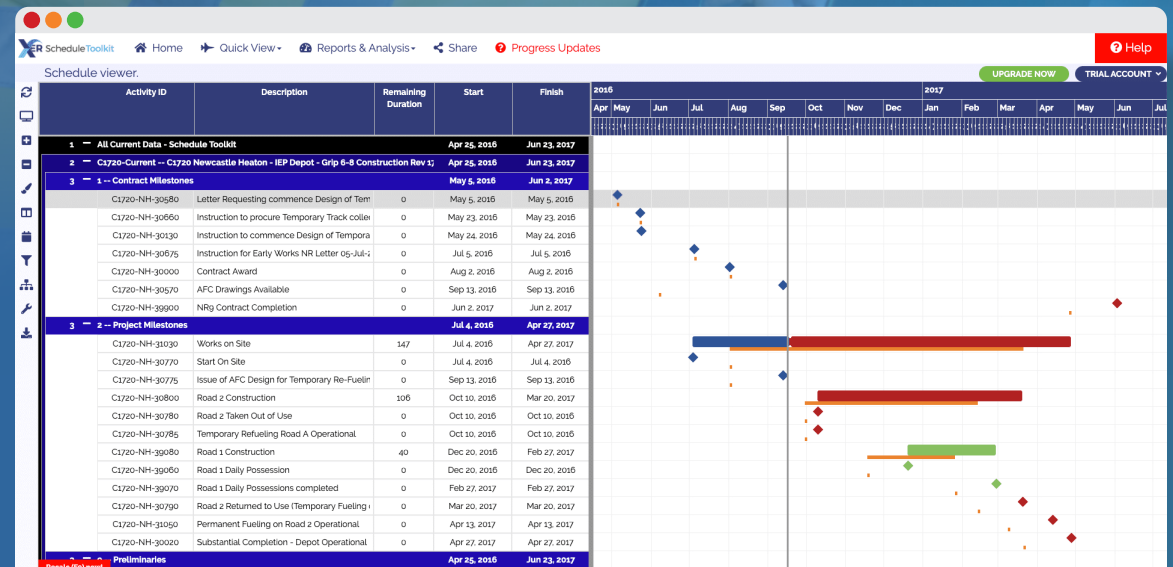 XER ScheduleToolkit Home Quick View Reports & Analysis Share Progress Updates Help
Schedule viewer. UPGRADE NOW TRIAL ACCOUNT
Activity ID Description Remaining Duration Start Finish 2016 2017
Apr May Jun Jul Aug Sep Oct Nov Dec Jan Feb Mar Apr May Jun Jul
1 All Current Data - Schedule Toolkit Apr 25, 2016 Jun 23, 2017
2 C1720-Current -- C1720 Newcastle Heaton - IEP Depot - Grip 6-8 Construction Rev 17 Apr 25, 2016 Jun 23, 2017
3 1 -- Contract Milestones May 5, 2016 Jun 2, 2017
C1720-NH-30580 Letter Requesting commence Design of Tem 0 May 5, 2016 May 5, 2016
C1720-NH-30660 Instruction to procure Temporary Track collec 0 May 23, 2016 May 23, 2016
C1720-NH-30130 Instruction to commence Design of Tempora 0 May 24, 2016 May 24, 2016
C1720-NH-30675 Instruction for Early Works NR Letter 05-Jul-2 0 Jul 5, 2016 Jul 5, 2016
C1720-NH-30000 Contract Award 0 Aug 2, 2016 Aug 2, 2016
C1720-NH-30570 AFC Drawings Available 0 Sep 13, 2016 Sep 13, 2016
C1720-NH-39900 NR9 Contract Completion 0 Jun 2, 2017 Jun 2, 2017
3 2 -- Project Milestones Jul 4, 2016 Apr 27, 2017
C1720-NH-31030 Works on Site 147 Jul 4, 2016 Apr 27, 2017
C1720-NH-30770 Start On Site 0 Jul 4, 2016 Jul 4, 2016
C1720-NH-30775 Issue of AFC Design for Temporary Re-Fuelin 0 Sep 13, 2016 Sep 13, 2016
C1720-NH-30800 Road 2 Construction 106 Oct 10, 2016 Mar 20, 2017
C1720-NH-30780 Road 2 Taken Out of Use 0 Oct 10, 2016 Oct 10, 2016
C1720-NH-30785 Temporary Refueling Road A Operational 0 Oct 10, 2016 Oct 10, 2016
C1720-NH-39080 Road 1 Construction 40 Dec 20, 2016 Feb 27, 2017
C1720-NH-39060 Road 1 Daily Possession 0 Dec 20, 2016 Dec 20, 2016
C1720-NH-39070 Road 1 Daily Possessions completed 0 Feb 27, 2017 Feb 27, 2017
C1720-NH-30790 Road 2 Returned to Use (Temporary Fueling 0 Mar 20, 2017 Mar 20, 2017
C1720-NH-31050 Permanent Fueling on Road 2 Operational 0 Apr 13, 2017 Apr 13, 2017
C1720-NH-30020 Substantial Completion - Depot Operational 0 Apr 27, 2017 Apr 27, 2017
Preliminaries Apr 25, 2016 Jun 23, 2017